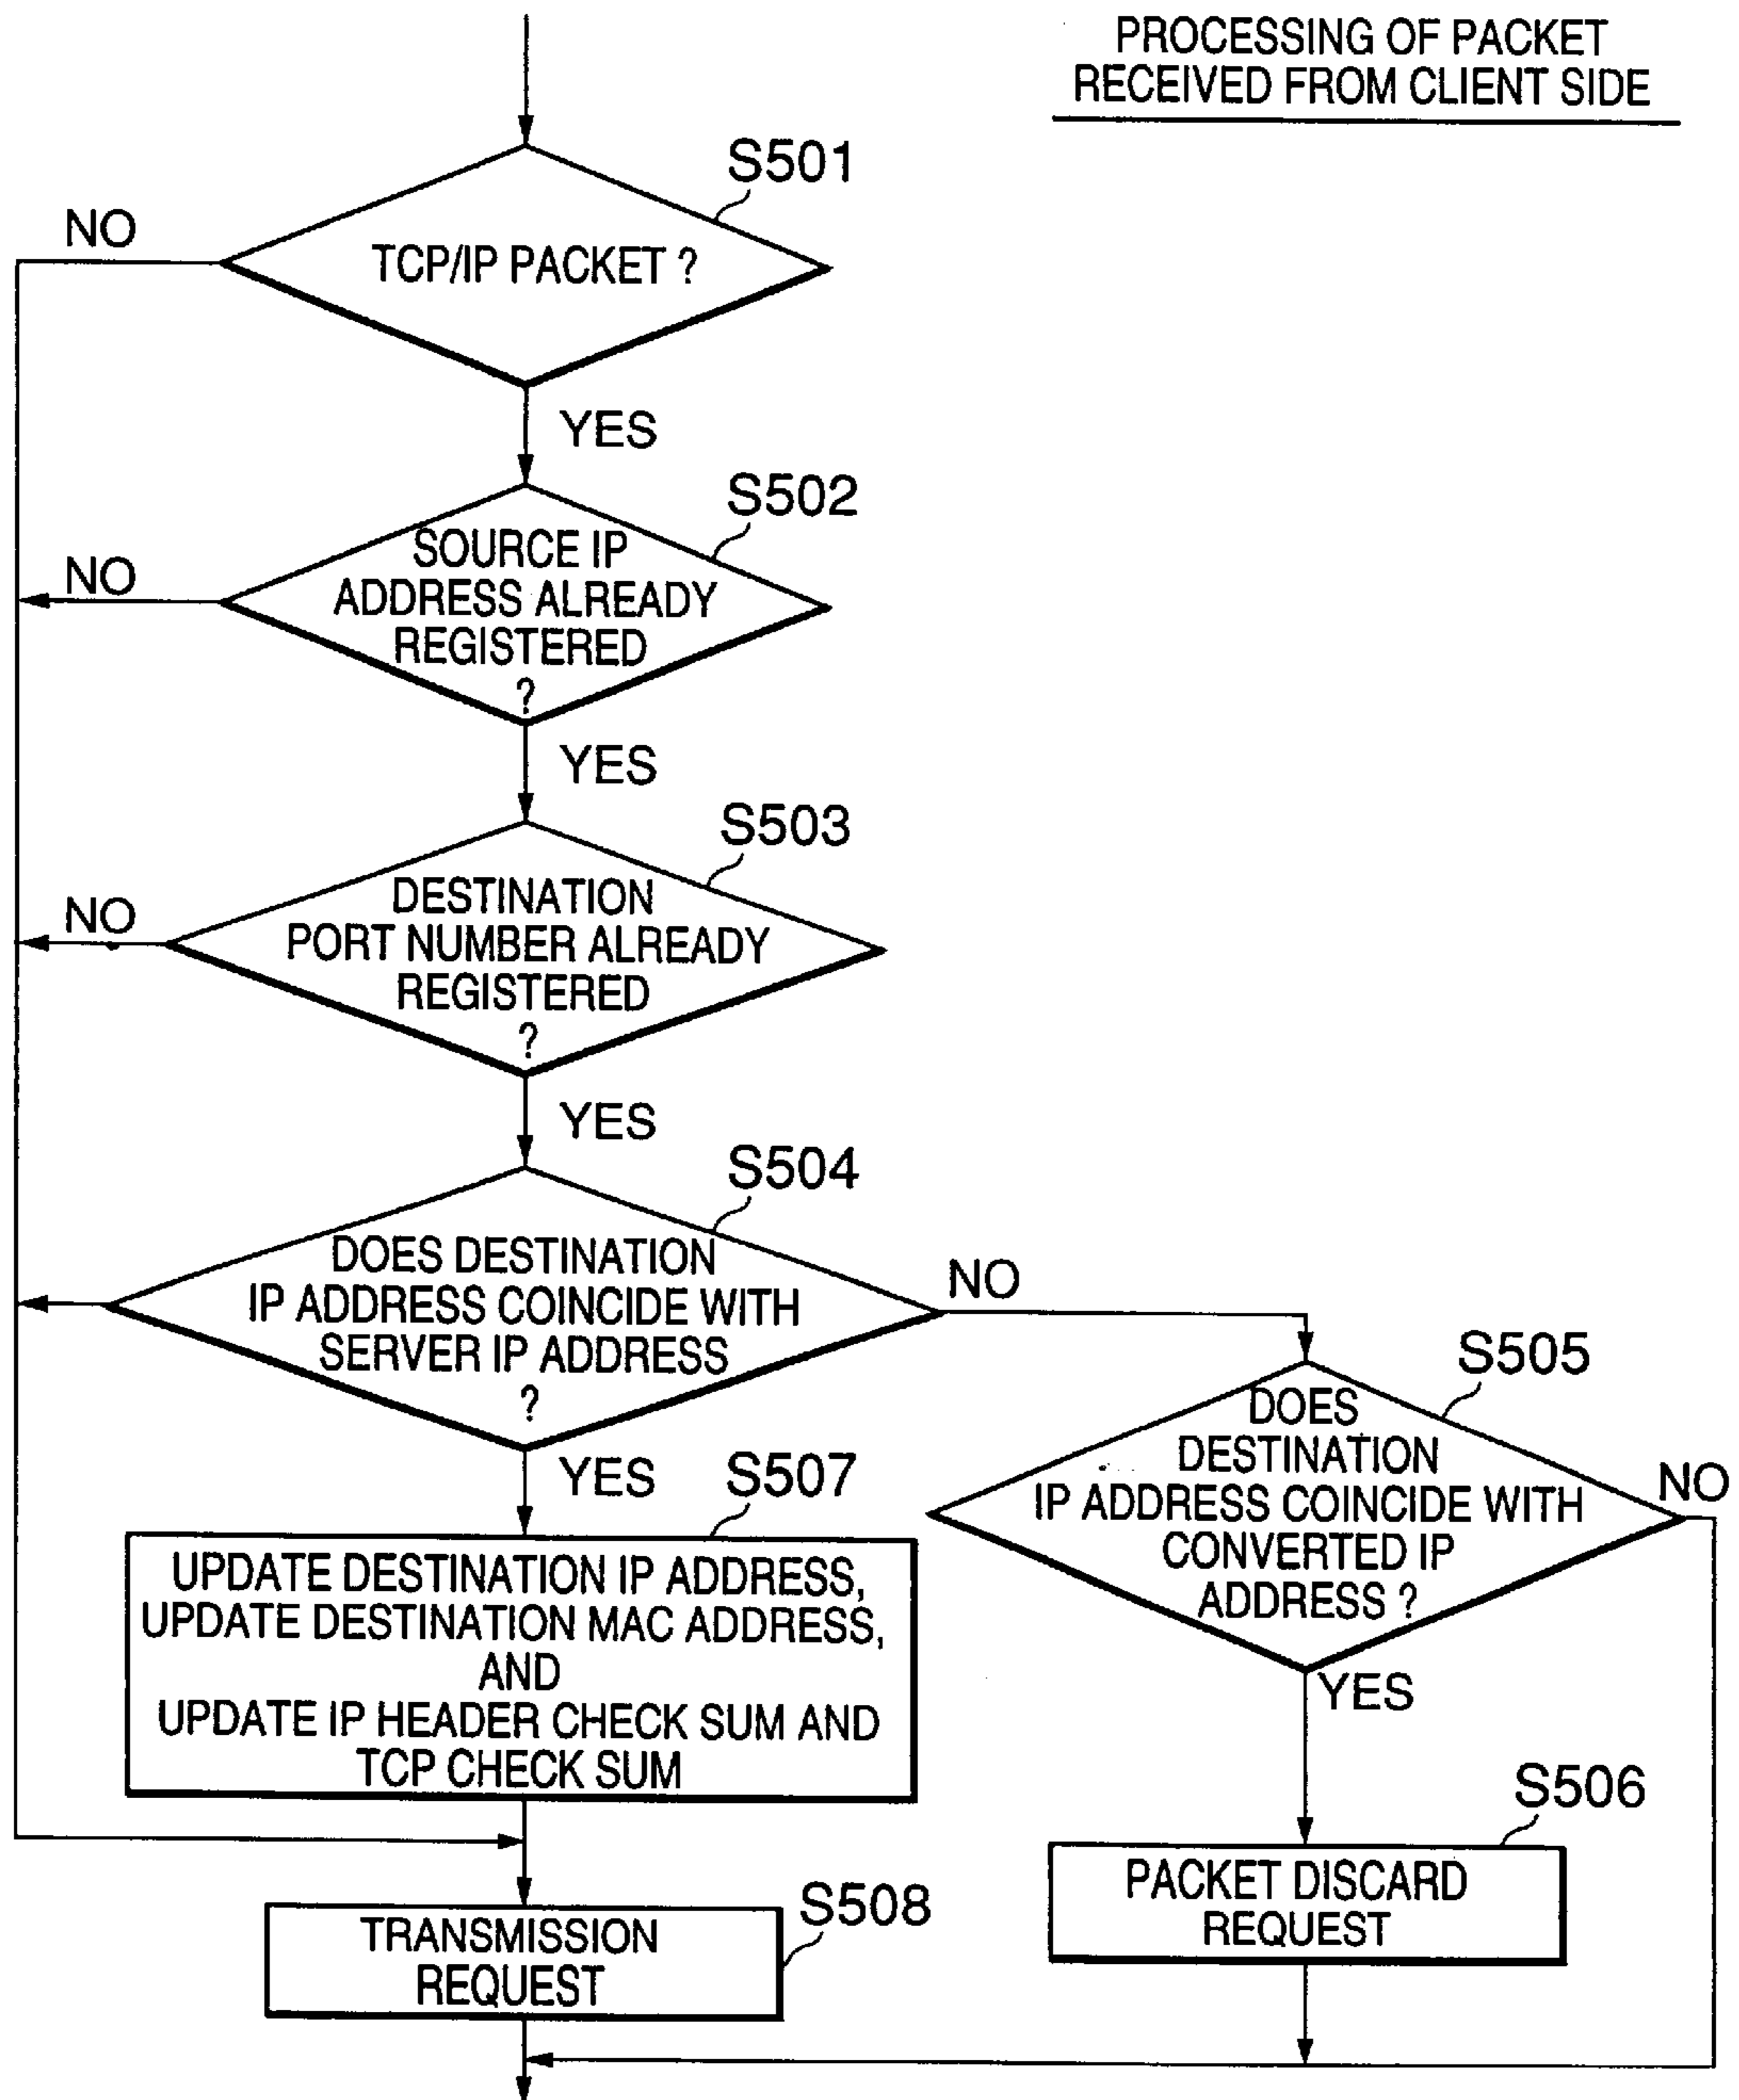 PROCESSING OF PACKET
RECEIVED FROM CLIENT SIDE
S501
NO
TCP/IP PACKET ?
YES
S502
NO
SOURCE IP
ADDRESS ALREADY
REGISTERED
?
YES
S503
NO
DESTINATION
PORT NUMBER ALREADY
REGISTERED
?
YES
S504
DOES DESTINATION
IP ADDRESS COINCIDE WITH
SERVER IP ADDRESS
?
NO
YES
S505
DOES
DESTINATION
IP ADDRESS COINCIDE WITH
CONVERTED IP
ADDRESS ?
NO
YES
S507
UPDATE DESTINATION IP ADDRESS,
UPDATE DESTINATION MAC ADDRESS,
AND
UPDATE IP HEADER CHECK SUM AND
TCP CHECK SUM
S506
PACKET DISCARD
REQUEST
S508
TRANSMISSION
REQUEST